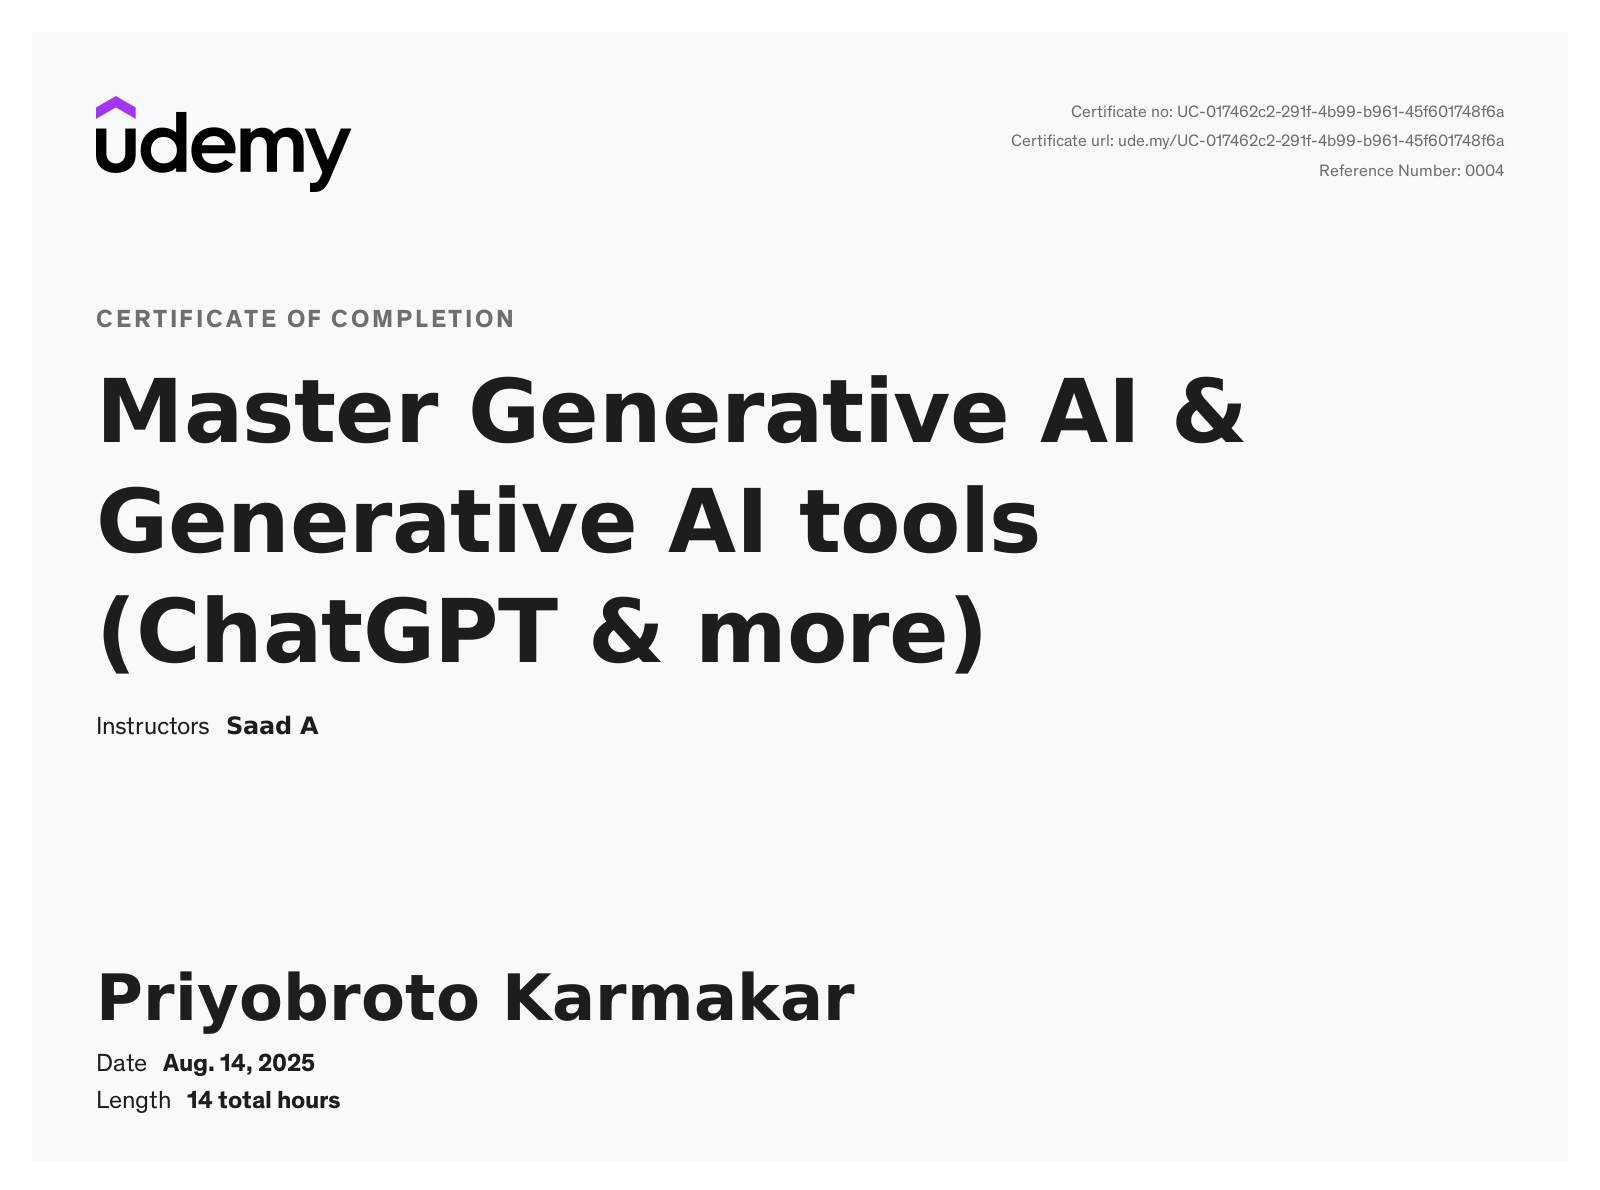 udemy
Certificate no: UC-017462c2-291f-4b99-b961-45f601748f6a
Certificate url: ude.my/UC-017462c2-291f-4b99-b961-45f601748f6a
Reference Number: 0004
CERTIFICATE OF COMPLETION
Master Generative AI &
Generative AI tools
(ChatGPT & more)
Instructors Saad A
Priyobroto Karmakar
Date Aug. 14, 2025
Length 14 total hours